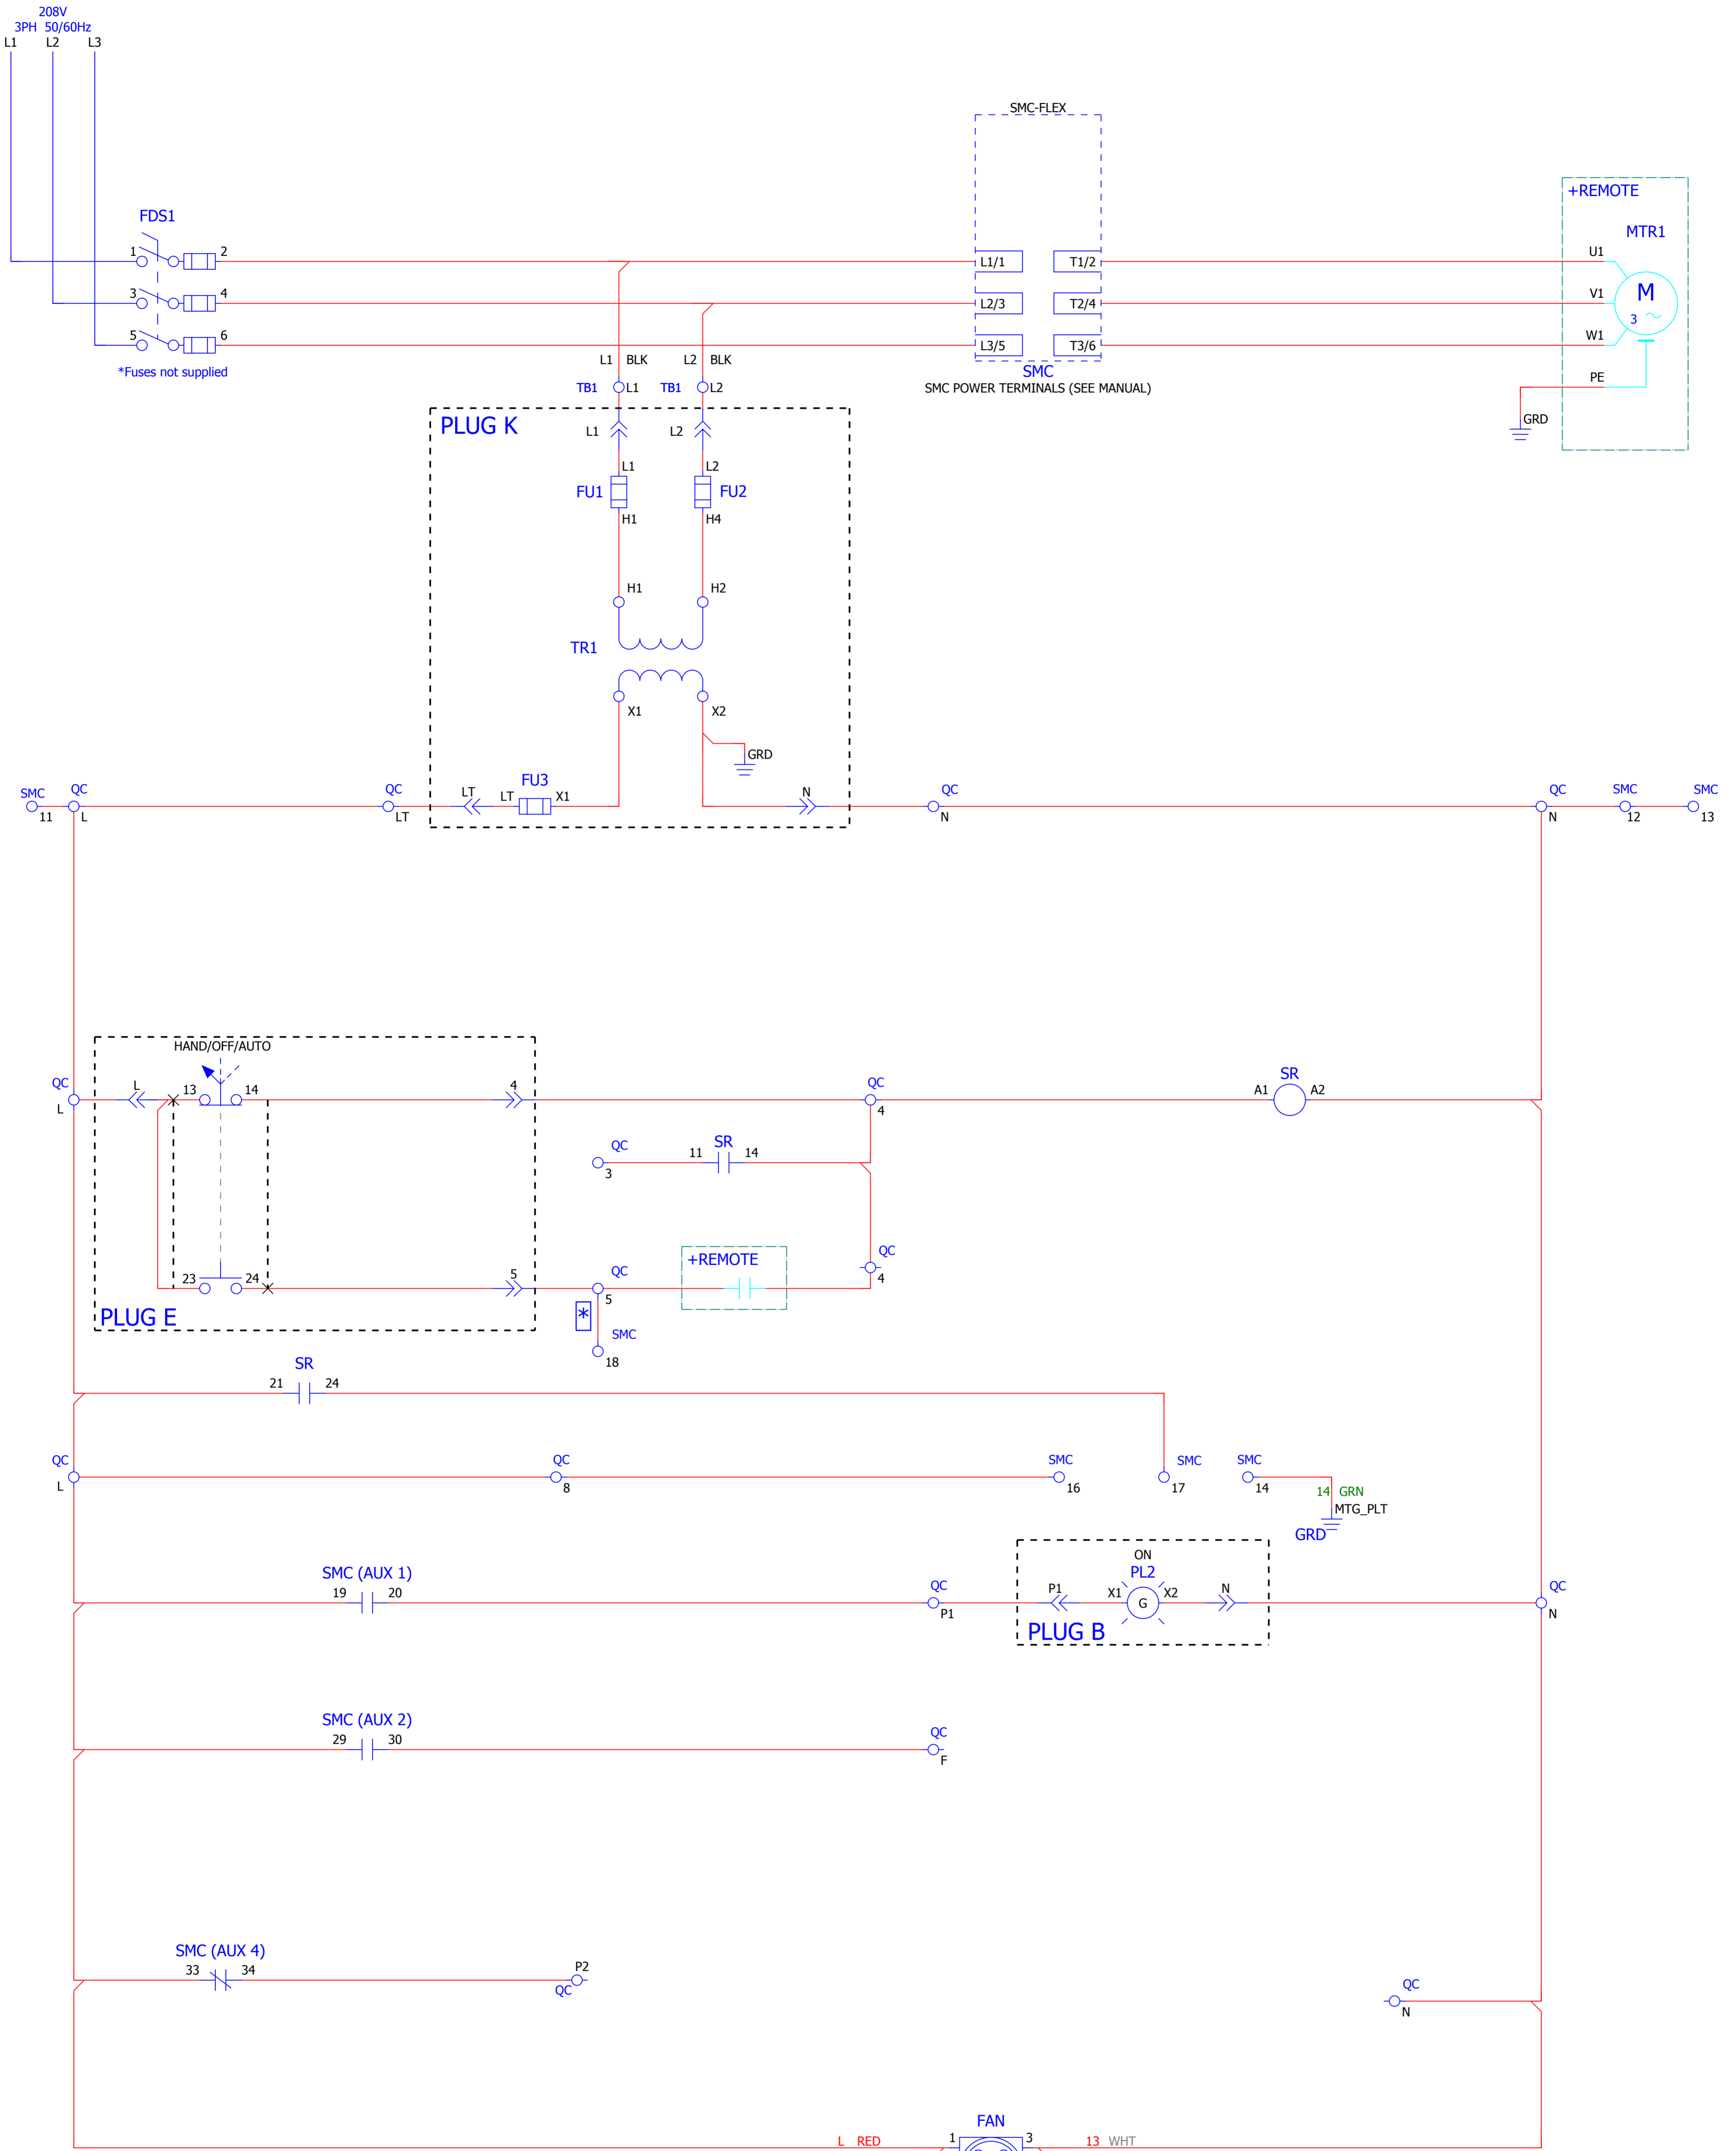 208V
3PH 50/60Hz
L1 L2 L3
SMC-FLEX
+REMOTE
FDS1
MTR1
1 2 L1/1 T1/2 U1
3 4 L2/3 T2/4 V1 M
3
5 6 L3/5 T3/6 W1
*Fuses not supplied
L1 BLK L2 BLK
SMC
SMC POWER TERMINALS (SEE MANUAL)
PE
TB1 L1 TB1 L2
GRD
PLUG K
L1 L2
L1 L2
FU1 FU2
H1 H4
H1 H2
TR1
X1 X2
GRD
SMC QC QC LT LT FU3 X1 N QC QC SMC SMC
11 L LT N N 12 13
HAND/OFF/AUTO
QC L 13 14 4 QC SR
L 4 A1 A2
QC 11 SR 14
3
+REMOTE QC
4
23 24 5 QC
5
PLUG E
*
SMC
18
SR
21 24
QC QC SMC SMC SMC
L 8 16 17 14
14 GRN
MTG_PLT
GRD
SMC (AUX 1)
19 20
ON
PL2
QC P1 X1 G X2 N QC
P1 N
PLUG B
SMC (AUX 2)
29 30 QC
F
SMC (AUX 4)
33 34 P2
QC
QC
N
FAN
L RED 1 3 13 WHT